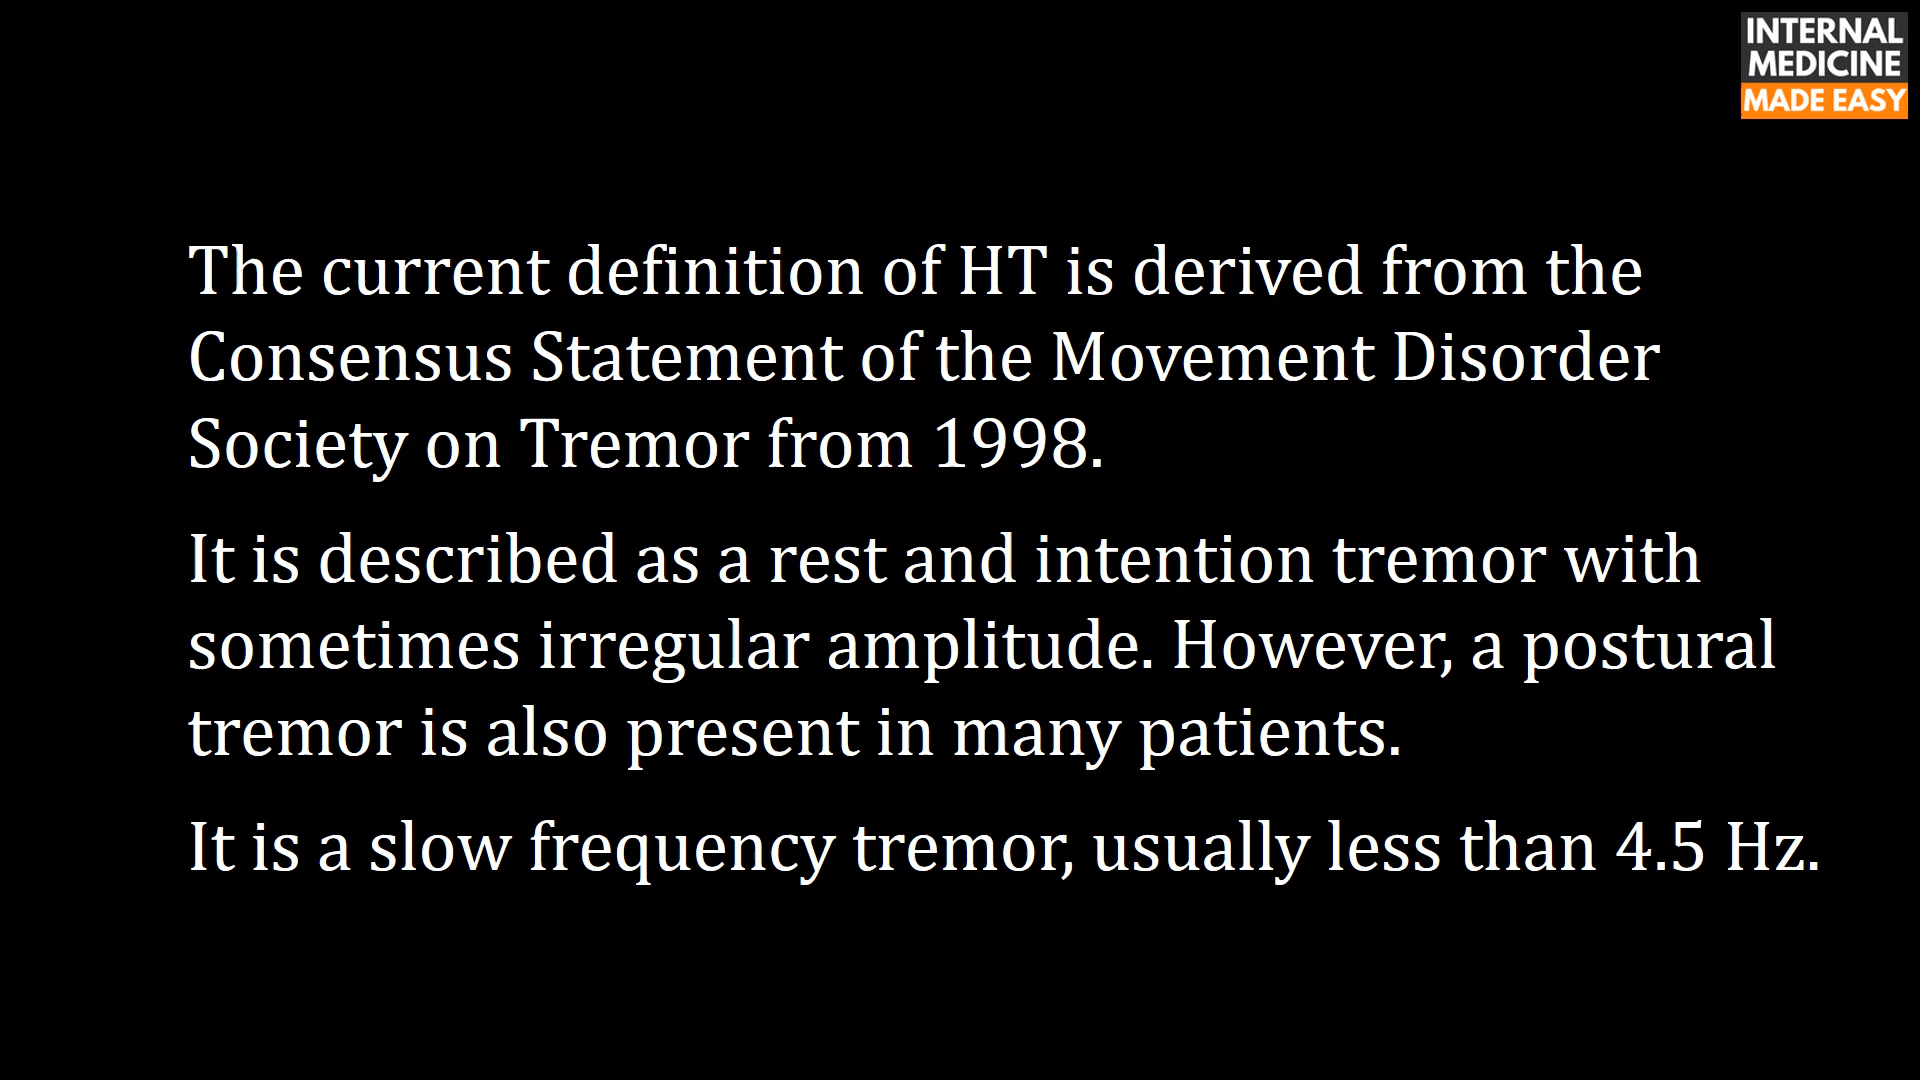 INTERNAL
MEDICINE
MADE EASY
The current definition of HT is derived from the
Consensus Statement of the Movement Disorder
Society on Tremor from 1998.
It is described as a rest and intention tremor with
sometimes irregular amplitude. However, a postural
tremor is also present in many patients.
It is a slow frequency tremor, usually less than 4.5 Hz.